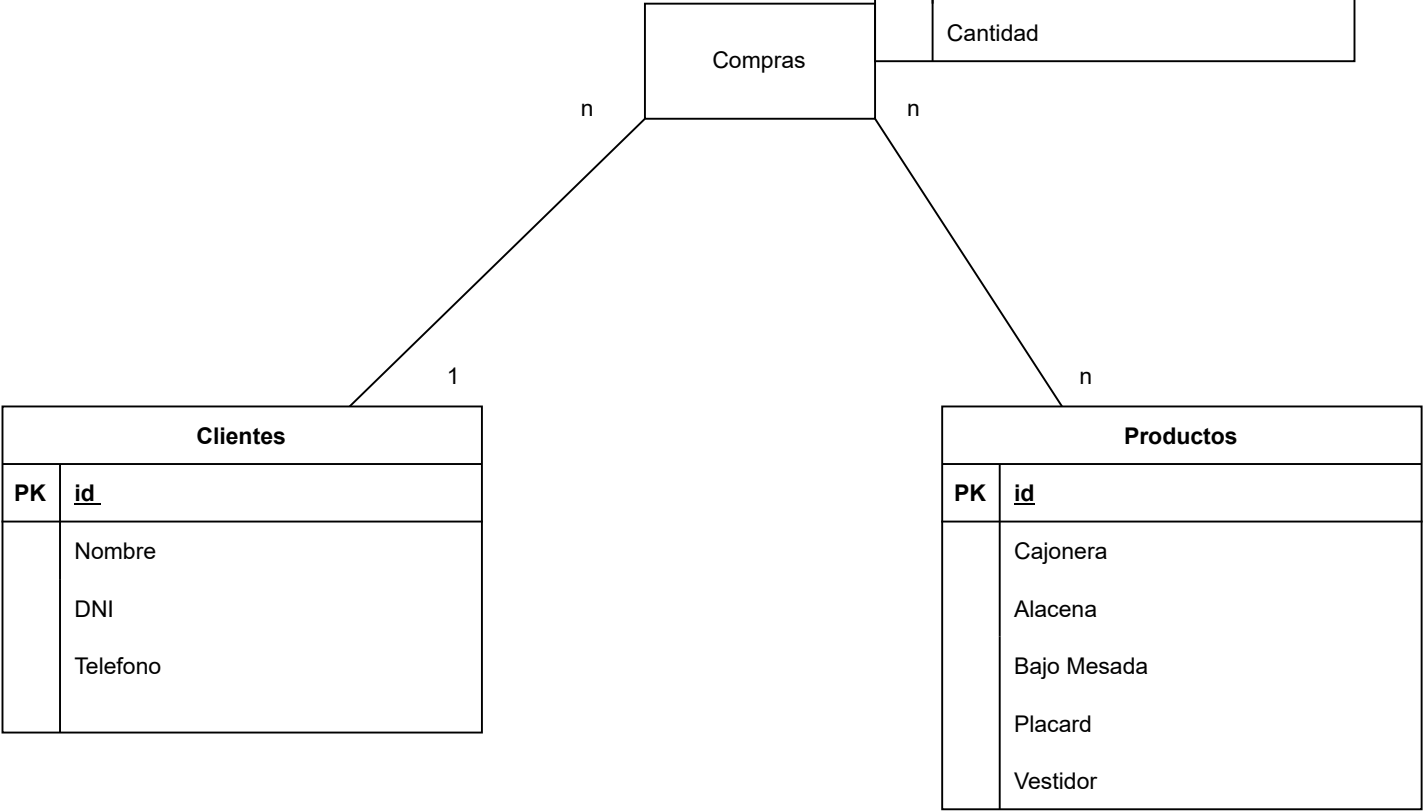 Cantidad
Compras
n
n
1
n
Clientes
PK id
Nombre
DNI
Telefono
Productos
PK id
Cajonera
Alacena
Bajo Mesada
Placard
Vestidor